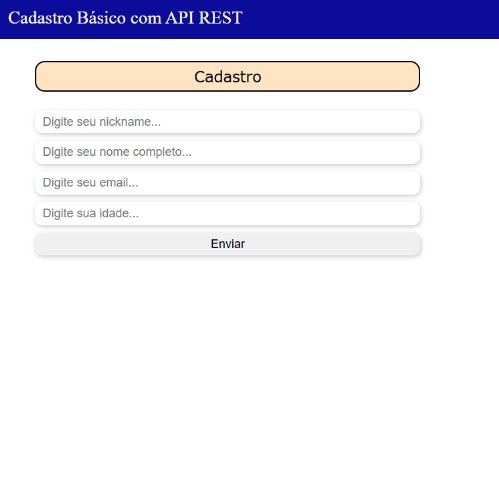 Cadastro Básico com API REST
Cadastro
Digite seu nickname...
Digite seu nome completo...
Digite seu email...
Digite sua idade...
Enviar